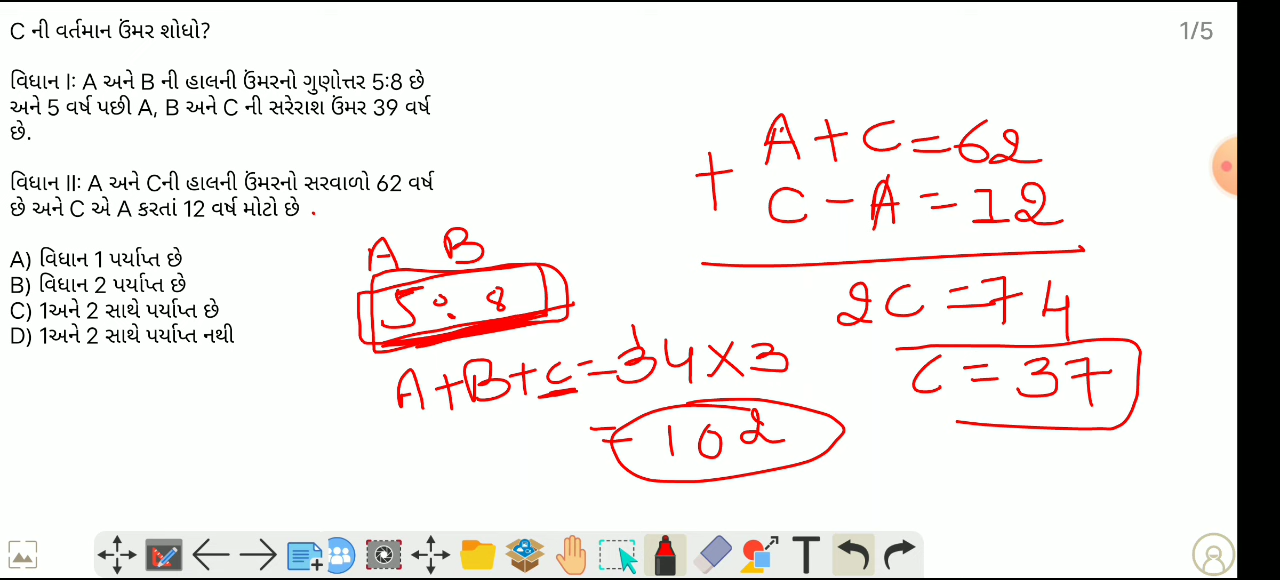 C ની વર્તમાન ઉંમર શોધો?
1/5
વિધાન I: A અને B ની હાલની ઉંમરનો ગુણોત્તર 5:8 છે
અને 5 વર્ષ પછી A, B અને C ની સરેરાશ ઉંમર 39 વર્ષ
છે.
વિધાન II: A અને Cની હાલની ઉંમરનો સરવાળો 62 વર્ષ
છે અને C એ A કરતાં 12 વર્ષ મોટો છે .
A) વિધાન 1 પર્યાપ્ત છે
B) વિધાન 2 પર્યાપ્ત છે
C) 1અને 2 સાથે પર્યાપ્ત છે
D) 1અને 2 સાથે પર્યાપ્ત નથી
A B
5 : 8
A+B+C=34×3
= 102
A+C=62
+ C-A=12
2C=74
C=37
T